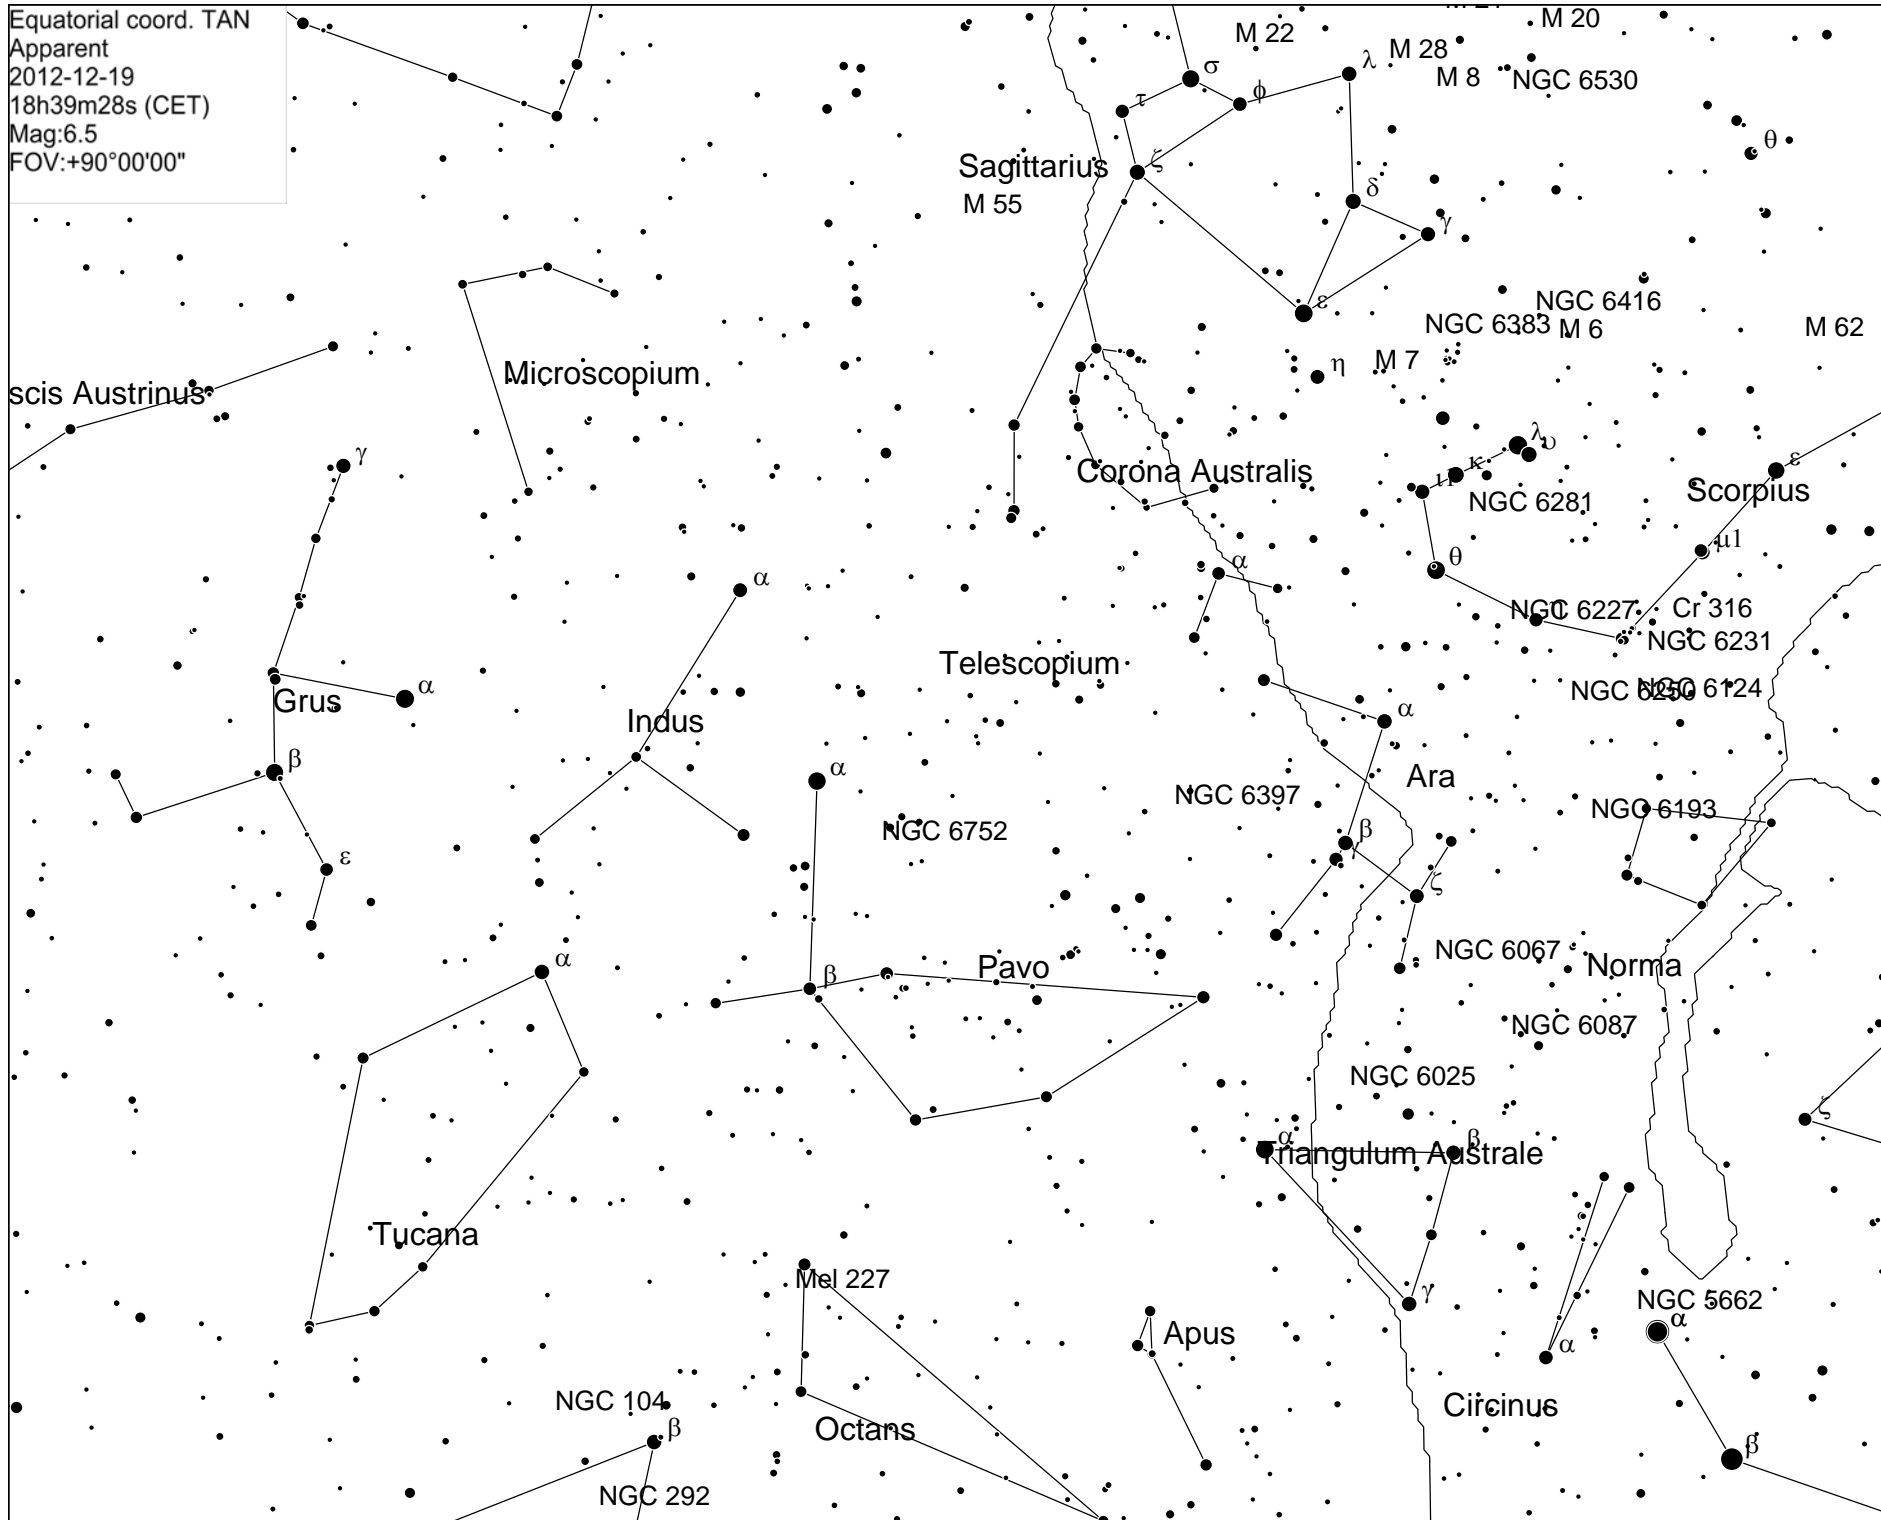 Equatorial coord. TAN
Apparent
2012-12-19
18h39m28s (CET)
Mag:6.5
FOV:+90°00'00"
M 20
M 22
M 28
M 8
NGC 6530
σ
λ
φ
τ
θ
Sagittarius
ζ
M 55
δ
γ
ε
NGC 6416
NGC 6383
M 6
M 62
η
M 7
Microscopium
scis Austrinus
γ
λ
υ
κ
ι1
ε
Corona Australis
Scorpius
NGC 6281
μ1
θ
α
α
NGC 6227
η
Cr 316
NGC 6231
Telescopium
NGC 6250
NGC 6124
α
Grus
Indus
α
β
α
Ara
NGC 6397
NGC 6193
NGC 6752
β
γ
ε
ζ
NGC 6067
α
β
Pavo
Norma
NGC 6087
NGC 6025
ζ
α
β
Triangulum Australe
Tucana
Mel 227
γ
NGC 5662
α
Apus
α
NGC 104
Circinus
Octans
β
β
NGC 292